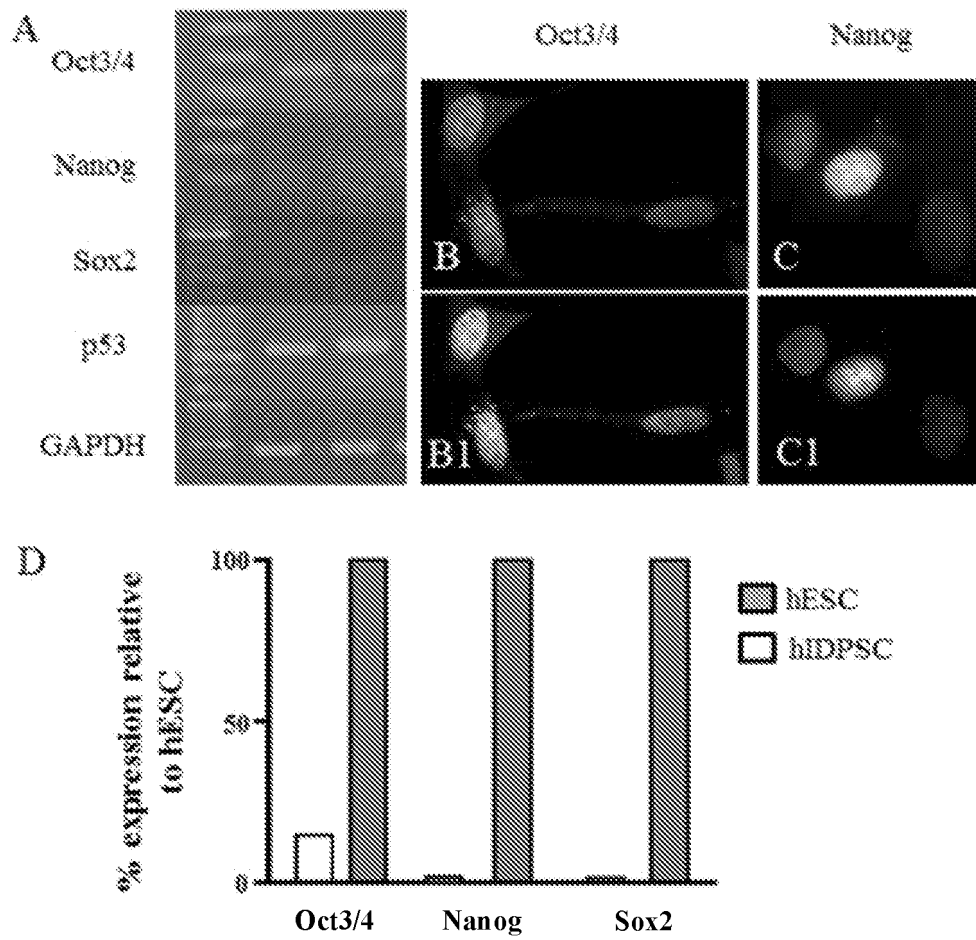 A
Oct3/4
Nanog
Sox2
p53
GAPDH
Oct3/4
Nanog
B
C
B1
C1
D
% expression relative
to hESC
100
50
0
hESC
hIDPSC
Oct3/4
Nanog
Sox2